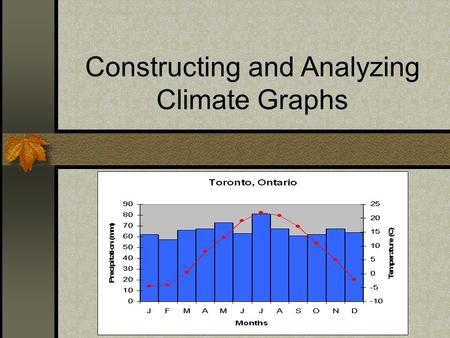 Constructing and Analyzing
Climate Graphs
Toronto, Ontario
Precipitation (mm)
90
80
70
60
50
40
30
20
10
0
25
20
15
10
5
0
-5
-10
Temperature (C)
J F M A M J J A S O N D
Months